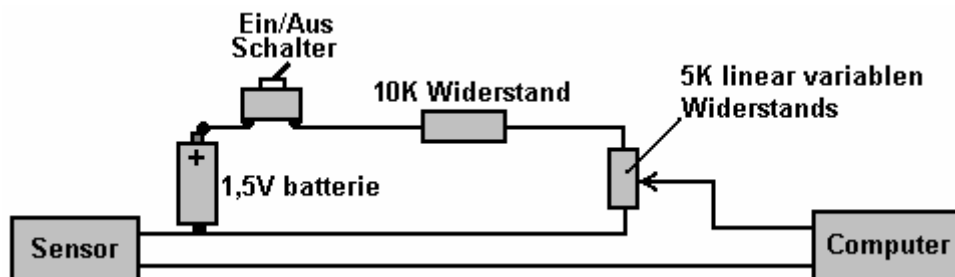 Ein/Aus
Schalter
10K Widerstand
5K linear variablen
Widerstands
+
1,5V batterie
Sensor
Computer